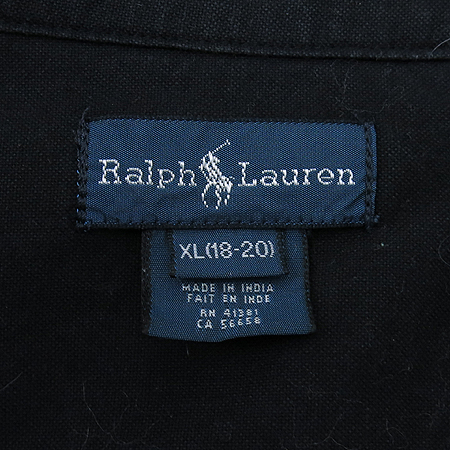 Ralph Lauren
XL(18-20)
MADE IN INDIA
FAIT EN INDE
RN 41381
CA 56658